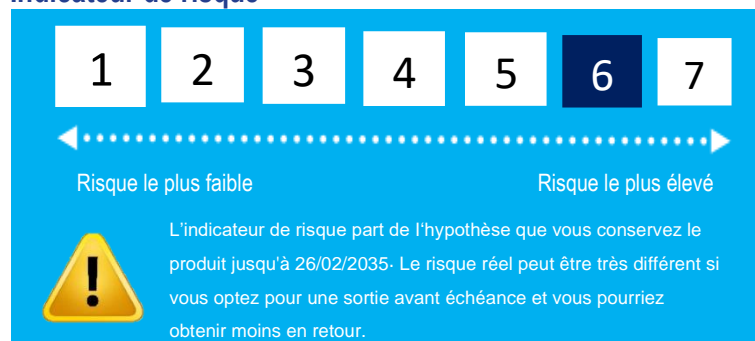 Indicateur de risque
1 2 3 4 5 6 7
Risque le plus faible Risque le plus élevé
L'indicateur de risque part de l'hypothèse que vous conservez le
produit jusqu'à 26/02/2035. Le risque réel peut être très différent si
vous optez pour une sortie avant échéance et vous pourriez
obtenir moins en retour.